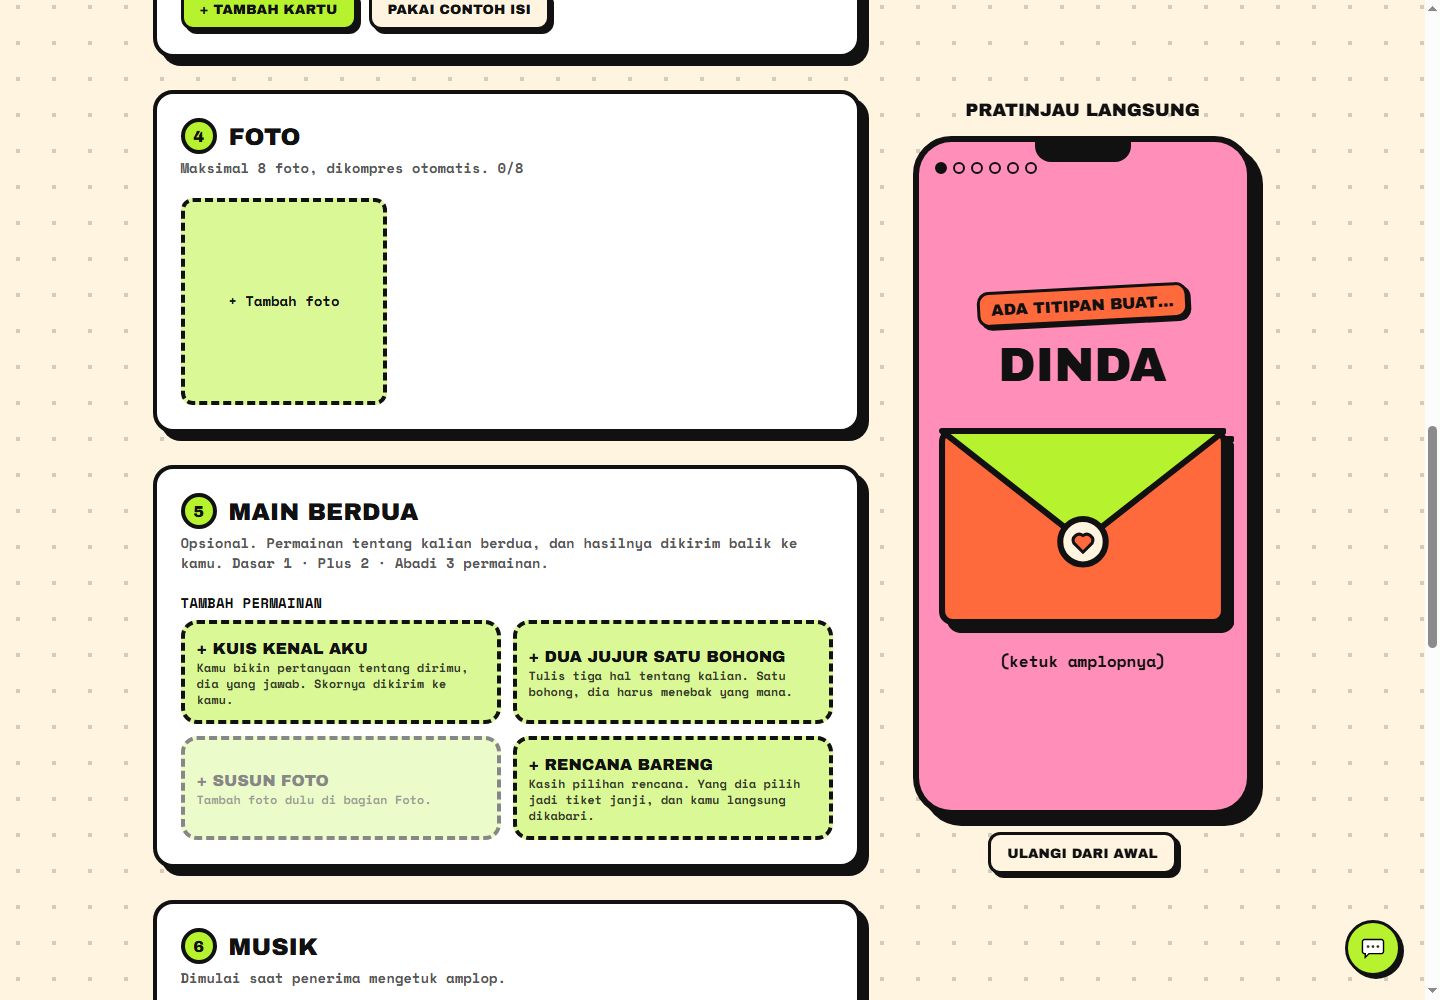 + TAMBAH KARTU
PAKAI CONTOH ISI
4
FOTO
Maksimal 8 foto, dikompres otomatis. 0/8
+ Tambah foto
5
MAIN BERDUA
Opsional. Permainan tentang kalian berdua, dan hasilnya dikirim balik ke
kamu. Dasar 1 · Plus 2 · Abadi 3 permainan.
TAMBAH PERMAINAN
+ KUIS KENAL AKU
Kamu bikin pertanyaan tentang dirimu,
dia yang jawab. Skornya dikirim ke
kamu.
+ DUA JUJUR SATU BOHONG
Tulis tiga hal tentang kalian. Satu
bohong, dia harus menebak yang mana.
+ SUSUN FOTO
Tambah foto dulu di bagian Foto.
+ RENCANA BARENG
Kasih pilihan rencana. Yang dia pilih
jadi tiket janji, dan kamu langsung
dikabari.
6
MUSIK
Dimulai saat penerima mengetuk amplop.
PRATINJAU LANGSUNG
ADA TITIPAN BUAT...
DINDA
(ketuk amplopnya)
ULANGI DARI AWAL